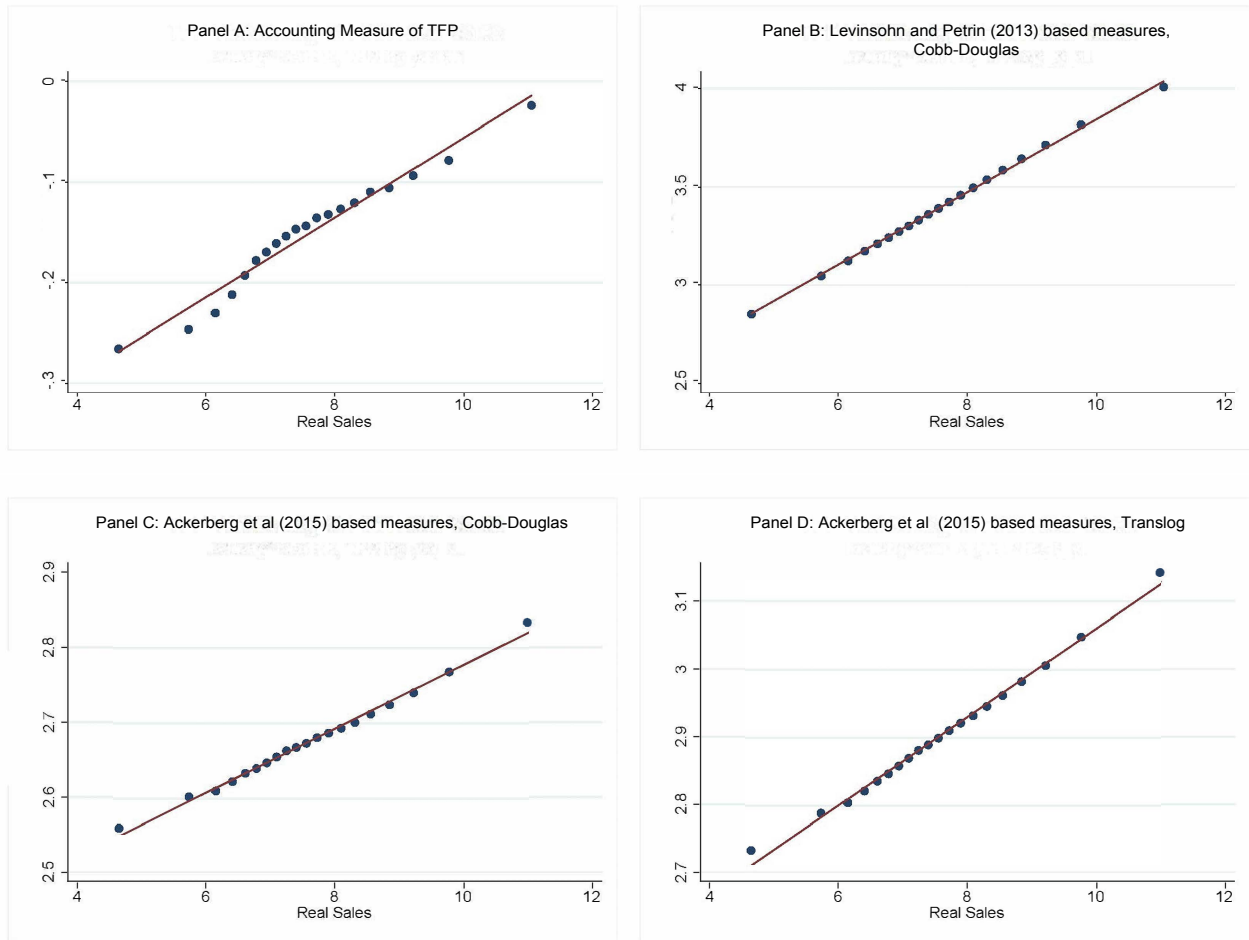 Panel A: Accounting Measure of TFP
0
-.1
-.2
-.3
4 6 8 10 12
Real Sales
Panel B: Levinsohn and Petrin (2013) based measures,
Cobb-Douglas
4
3.5
3
2.5
4 6 8 10 12
Real Sales
Panel C: Ackerberg et al (2015) based measures, Cobb-Douglas
2.9
2.8
2.7
2.6
2.5
4 6 8 10 12
Real Sales
Panel D: Ackerberg et al (2015) based measures, Translog
3.1
3
2.9
2.8
2.7
4 6 8 10 12
Real Sales